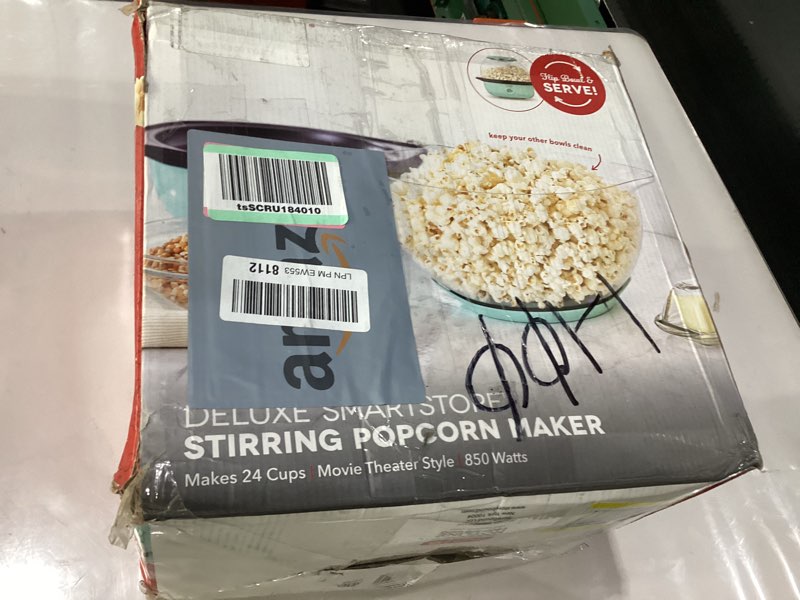 Flip Bowl &
SERVE!
keep your other bowls clean
tsSCRU184010
LPN PM EW553
8112
amaz
DELUXE SMARTSTORE
STIRRING POPCORN MAKER
Makes 24 Cups | Movie Theater Style | 850 Watts